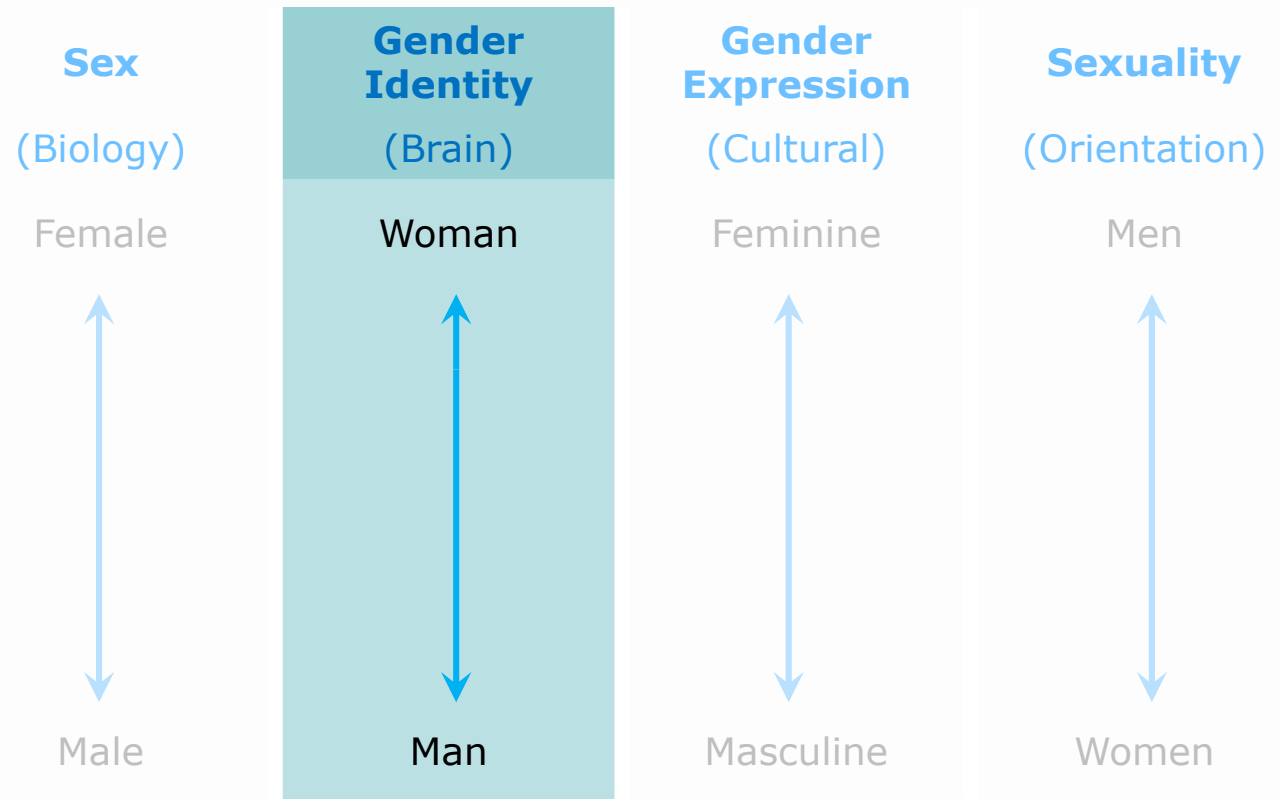 Sex
(Biology)
Female
Male
Gender
Identity
(Brain)
Woman
Man
Gender
Expression
(Cultural)
Feminine
Masculine
Sexuality
(Orientation)
Men
Women